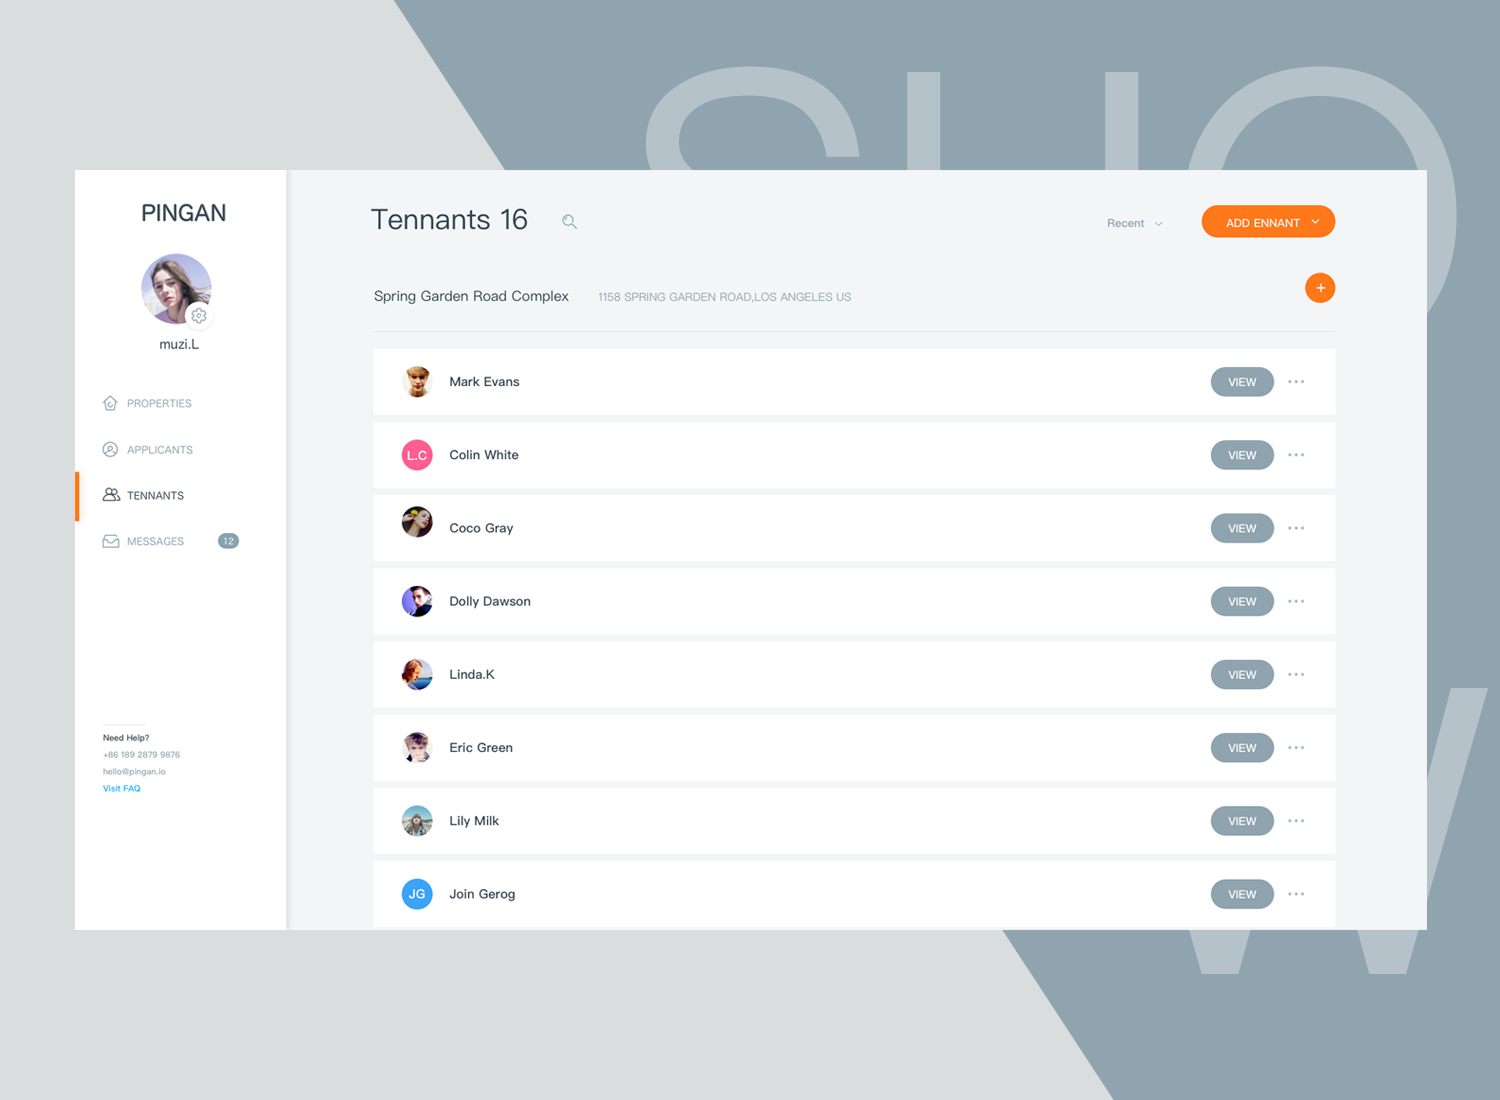 SHO
PINGAN
muzi.L
PROPERTIES
APPLICANTS
TENNANTS
MESSAGES 12
Need Help?
+86 189 2879 9876
hello@pingan.io
Visit FAQ
Tennants 16
Recent
ADD ENNANT
Spring Garden Road Complex 1158 SPRING GARDEN ROAD,LOS ANGELES US
+
Mark Evans VIEW
L.C Colin White VIEW
Coco Gray VIEW
Dolly Dawson VIEW
Linda.K VIEW
Eric Green VIEW
Lily Milk VIEW
JG Join Gerog VIEW
W